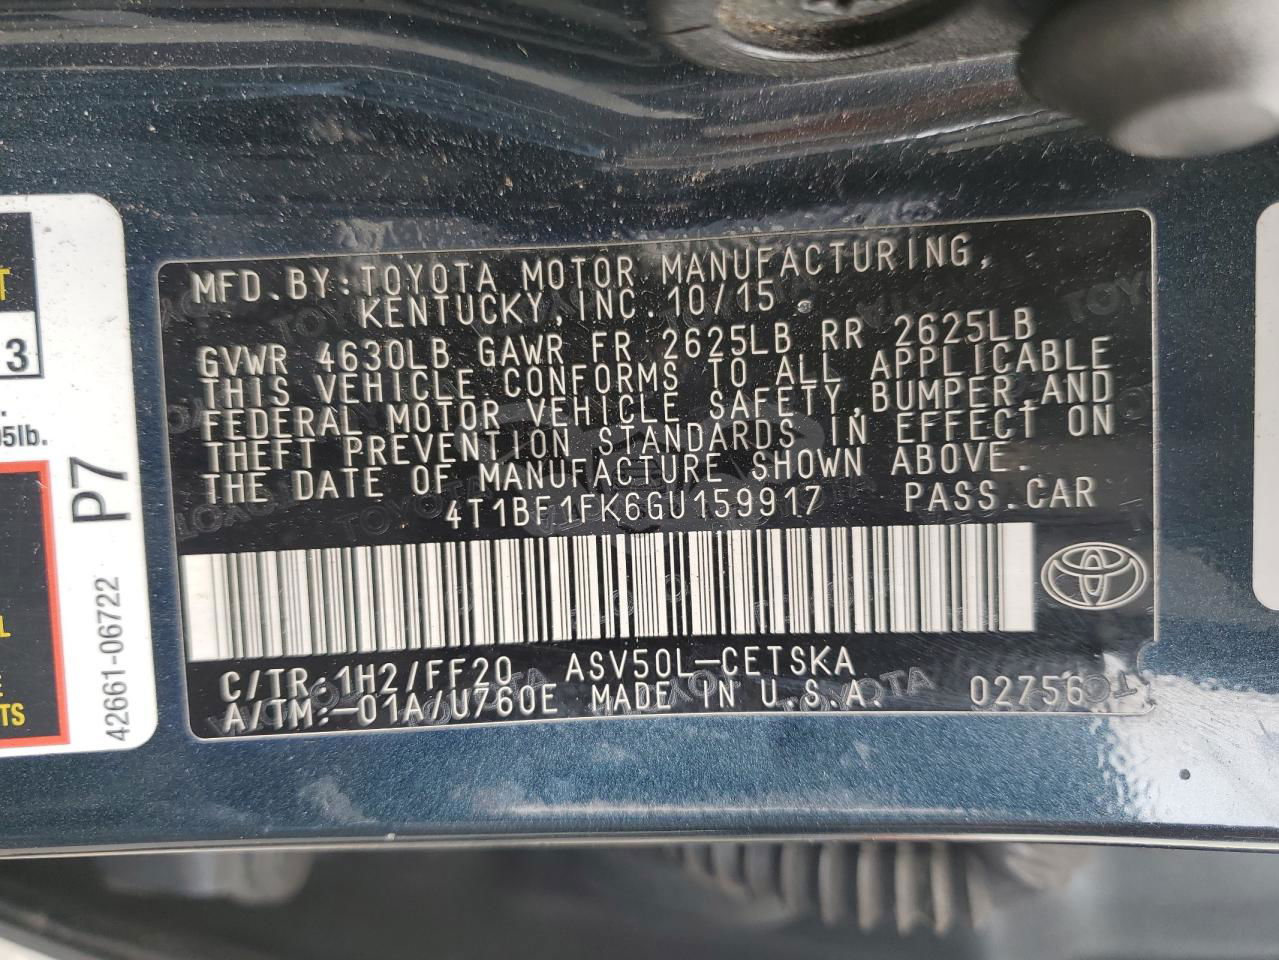 MFD.BY:TOYOTA MOTOR MANUFACTURING,
KENTUCKY,INC.10/15
GVWR 4630LB GAWR FR 2625LB RR 2625LB
THIS VEHICLE CONFORMS TO ALL APPLICABLE
FEDERAL MOTOR VEHICLE SAFETY,BUMPER,AND
THEFT PREVENTION STANDARDS IN EFFECT ON
THE DATE OF MANUFACTURE SHOWN ABOVE.
4T1BF1FK6GU159917 PASS.CAR
C/TR:1H2/FF20 ASV50L-CETSKA
A/TM:-01A/U760E MADE IN U.S.A. 02756
3
5lb.
P7
42661-06722